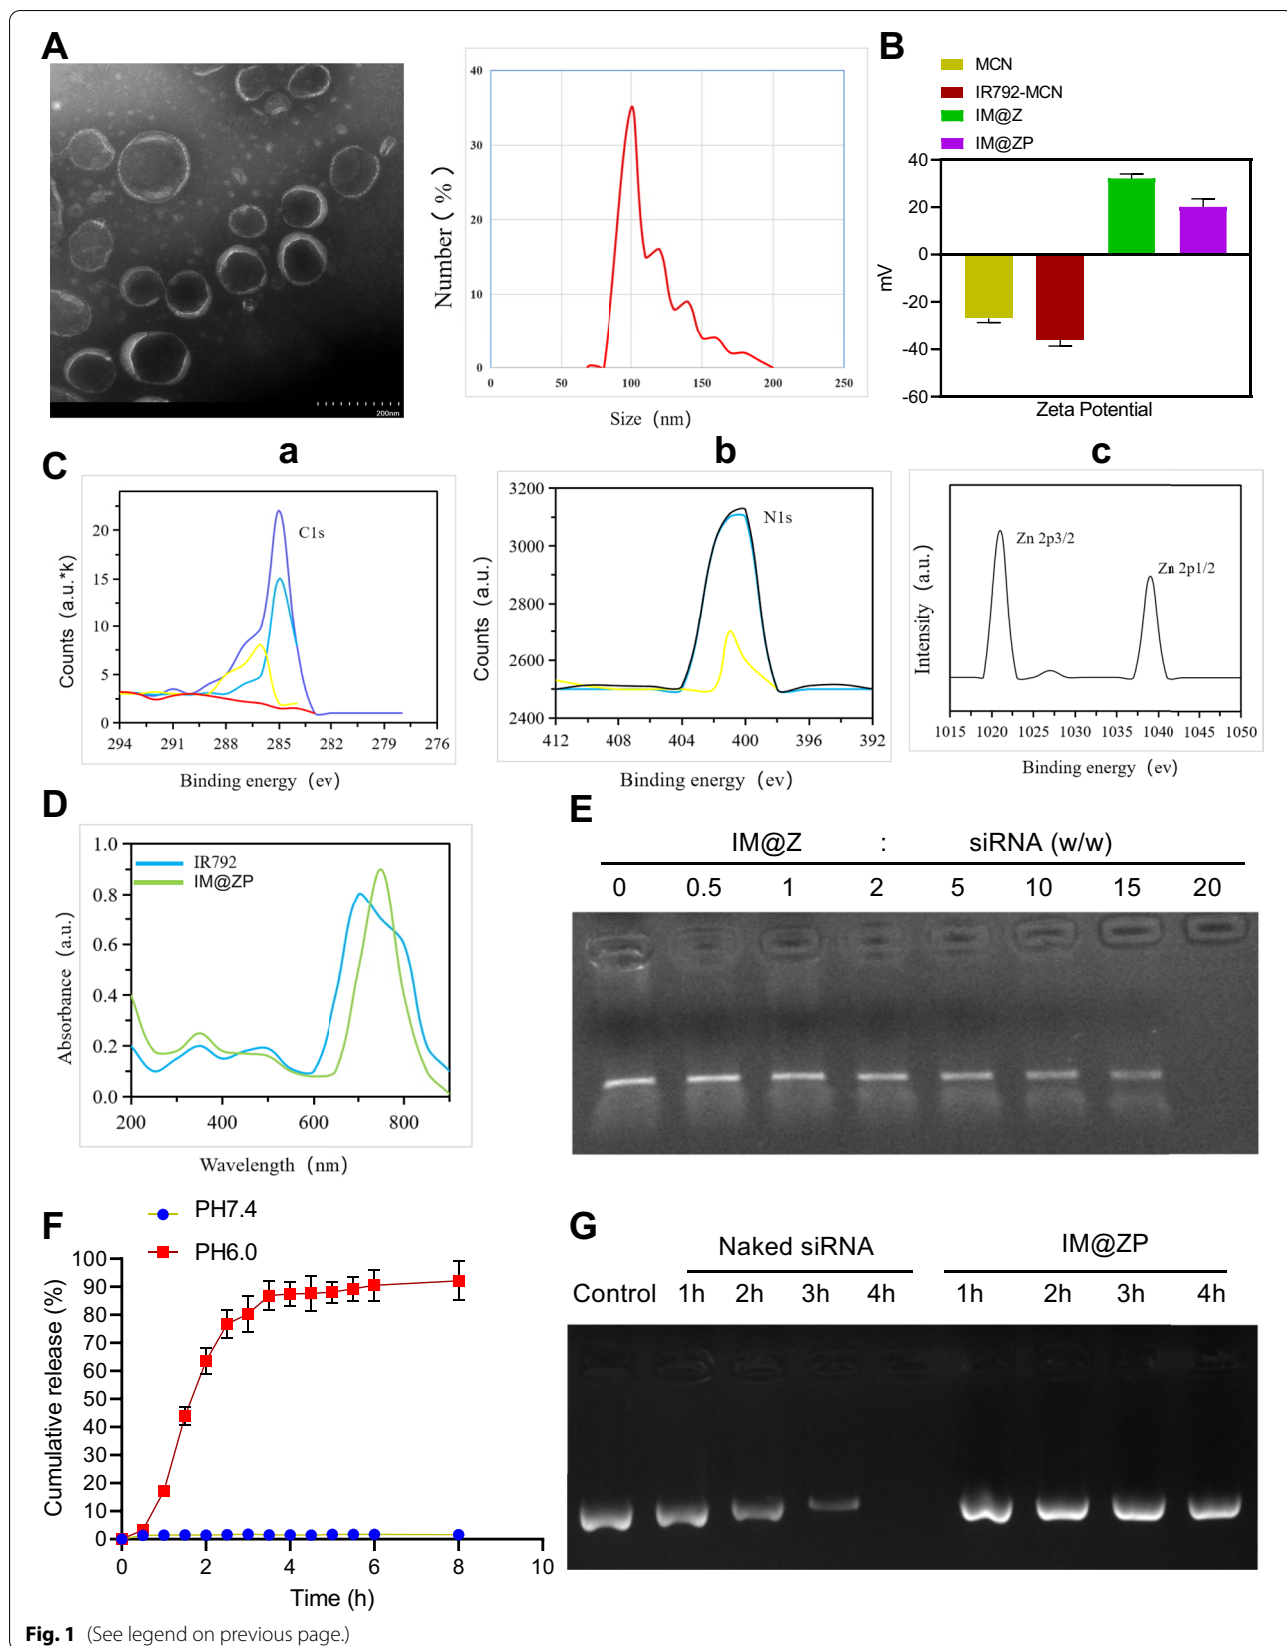 A
200nm
40
30
20
10
0
0 50 100 150 200 250
Number ( % )
Size (nm)
B
MCN
IR792-MCN
IM@Z
IM@ZP
40
20
0
-20
-40
-60
mV
Zeta Potential
C
a
20
15
10
5
0
294 291 288 285 282 279 276
C1s
Counts (a.u.*k)
Binding energy (ev)
b
3200
3000
2800
2600
2400
412 408 404 400 396 392
N1s
Counts (a.u.)
Binding energy (ev)
c
Zn 2p3/2
Zn 2p1/2
Intensity (a.u.)
1015 1020 1025 1030 1035 1040 1045 1050
Binding energy (ev)
D
1.0
0.8
0.6
0.4
0.2
0.0
200 400 600 800
IR792
IM@ZP
Absorbance (a.u.)
Wavelength (nm)
E
IM@Z : siRNA (w/w)
0 0.5 1 2 5 10 15 20
F
PH7.4
PH6.0
100
90
80
70
60
50
40
30
20
10
0
0 2 4 6 8 10
Cumulative release (%)
Time (h)
G
Naked siRNA IM@ZP
Control 1h 2h 3h 4h 1h 2h 3h 4h
Fig. 1 (See legend on previous page.)